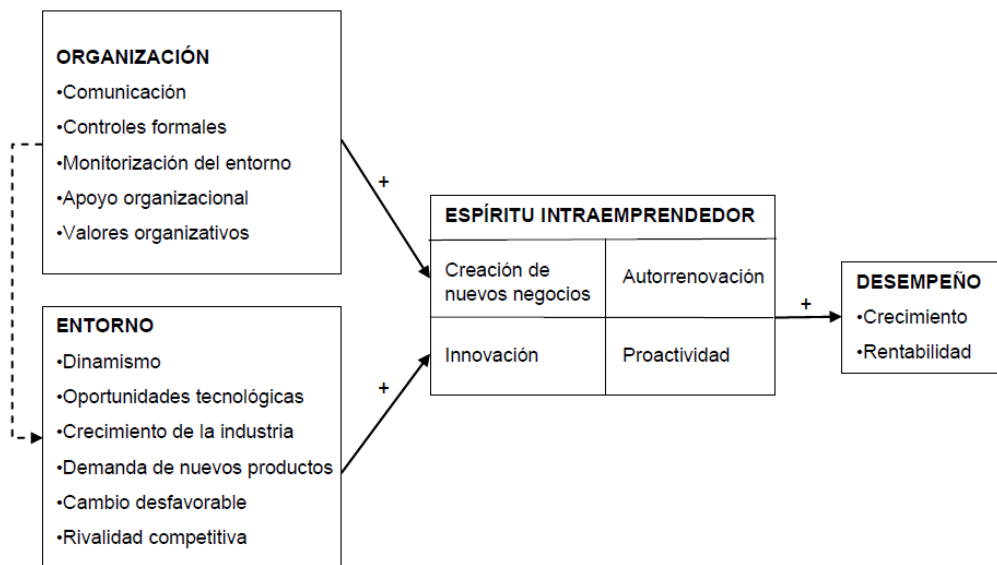 ORGANIZACIÓN
•Comunicación
•Controles formales
•Monitorización del entorno
•Apoyo organizacional
•Valores organizativos
+
ENTORNO
•Dinamismo
•Oportunidades tecnológicas
•Crecimiento de la industria
•Demanda de nuevos productos
•Cambio desfavorable
•Rivalidad competitiva
+
ESPÍRITU INTRAEMPRENDEDOR
Creación de
nuevos negocios
Autorrenovación
Innovación
Proactividad
+
DESEMPEÑO
•Crecimiento
•Rentabilidad